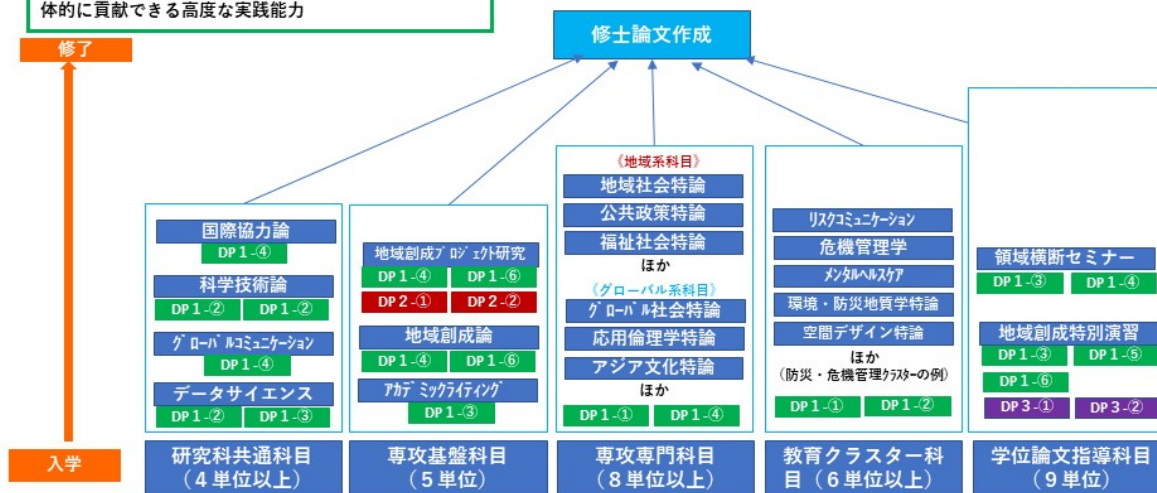 体的に貢献できる高度な実践能力
修了
修士論文作成
国際協力論
DP 1-④
科学技術論
DP 1-② DP 1-②
グローバルコミュニケーション
DP 1-④
データサイエンス
DP 1-② DP 1-③
地域創成プロジェクト研究
DP 1-④ DP 1-⑥
DP 2-① DP 2-②
地域創成論
DP 1-④ DP 1-⑥
アカデミックライティング
DP 1-③
《地域系科目》
地域社会特論
公共政策特論
福祉社会特論
ほか
《グローバル系科目》
グローバル社会特論
応用倫理学特論
アジア文化特論
ほか
DP 1-① DP 1-④
リスクコミュニケーション
危機管理学
メンタルヘルスケア
環境・防災地質学特論
空間デザイン特論
ほか
(防災・危機管理クラスターの例)
DP 1-① DP 1-②
領域横断セミナー
DP 1-③ DP 1-④
地域創成特別演習
DP 1-③ DP 1-⑤
DP 1-⑥
DP 3-① DP 3-②
入学
研究科共通科目
（4単位以上）
専攻基盤科目
（5単位）
専攻専門科目
（8単位以上）
教育クラスター科
目（6単位以上）
学位論文指導科目
（9単位）